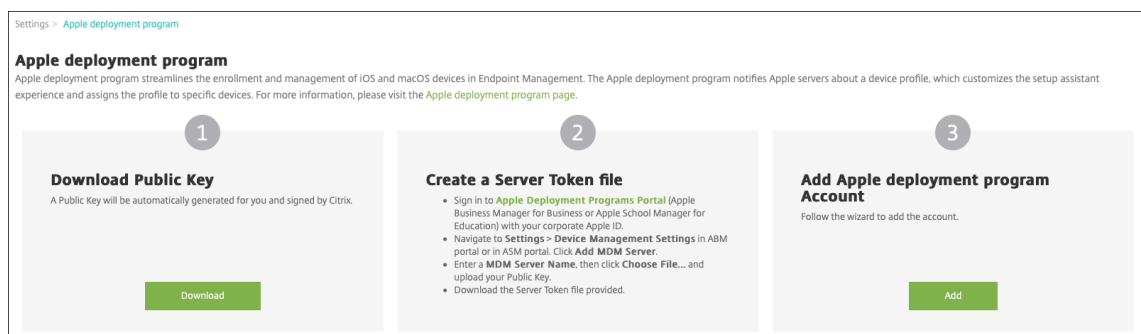 Settings > Apple deployment program
Apple deployment program
Apple deployment program streamlines the enrollment and management of iOS and macOS devices in Endpoint Management. The Apple deployment program notifies Apple servers about a device profile, which customizes the setup assistant
experience and assigns the profile to specific devices. For more information, please visit the Apple deployment program page.
1
Download Public Key
A Public Key will be automatically generated for you and signed by Citrix.
Download
2
Create a Server Token file
• Sign in to Apple Deployment Programs Portal (Apple
Business Manager for Business or Apple School Manager for
Education) with your corporate Apple ID.
• Navigate to Settings > Device Management Settings in ABM
portal or in ASM portal. Click Add MDM Server.
• Enter a MDM Server Name, then click Choose File... and
upload your Public Key.
• Download the Server Token file provided.
3
Add Apple deployment program
Account
Follow the wizard to add the account.
Add